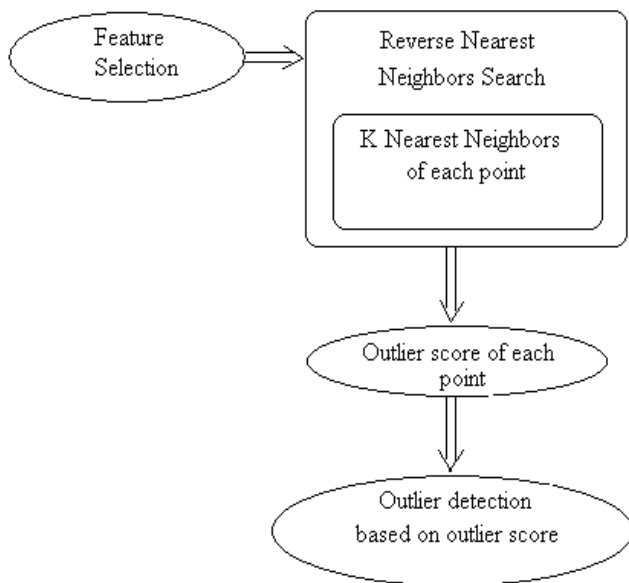 Feature
Selection
Reverse Nearest
Neighbors Search
K Nearest Neighbors
of each point
Outlier score of each
point
Outlier detection
based on outlier score